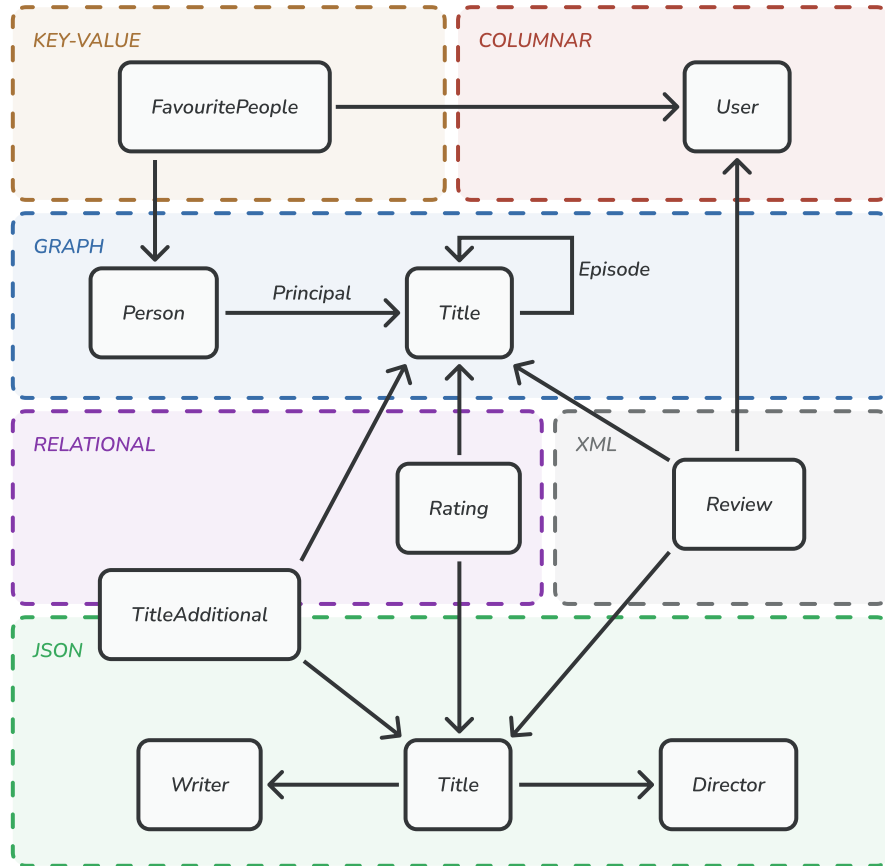 KEY-VALUE
COLUMNAR
FavouritePeople
User
GRAPH
Episode
Principal
Person
Title
RELATIONAL
XML
Rating
Review
TitleAdditional
JSON
Writer
Title
Director